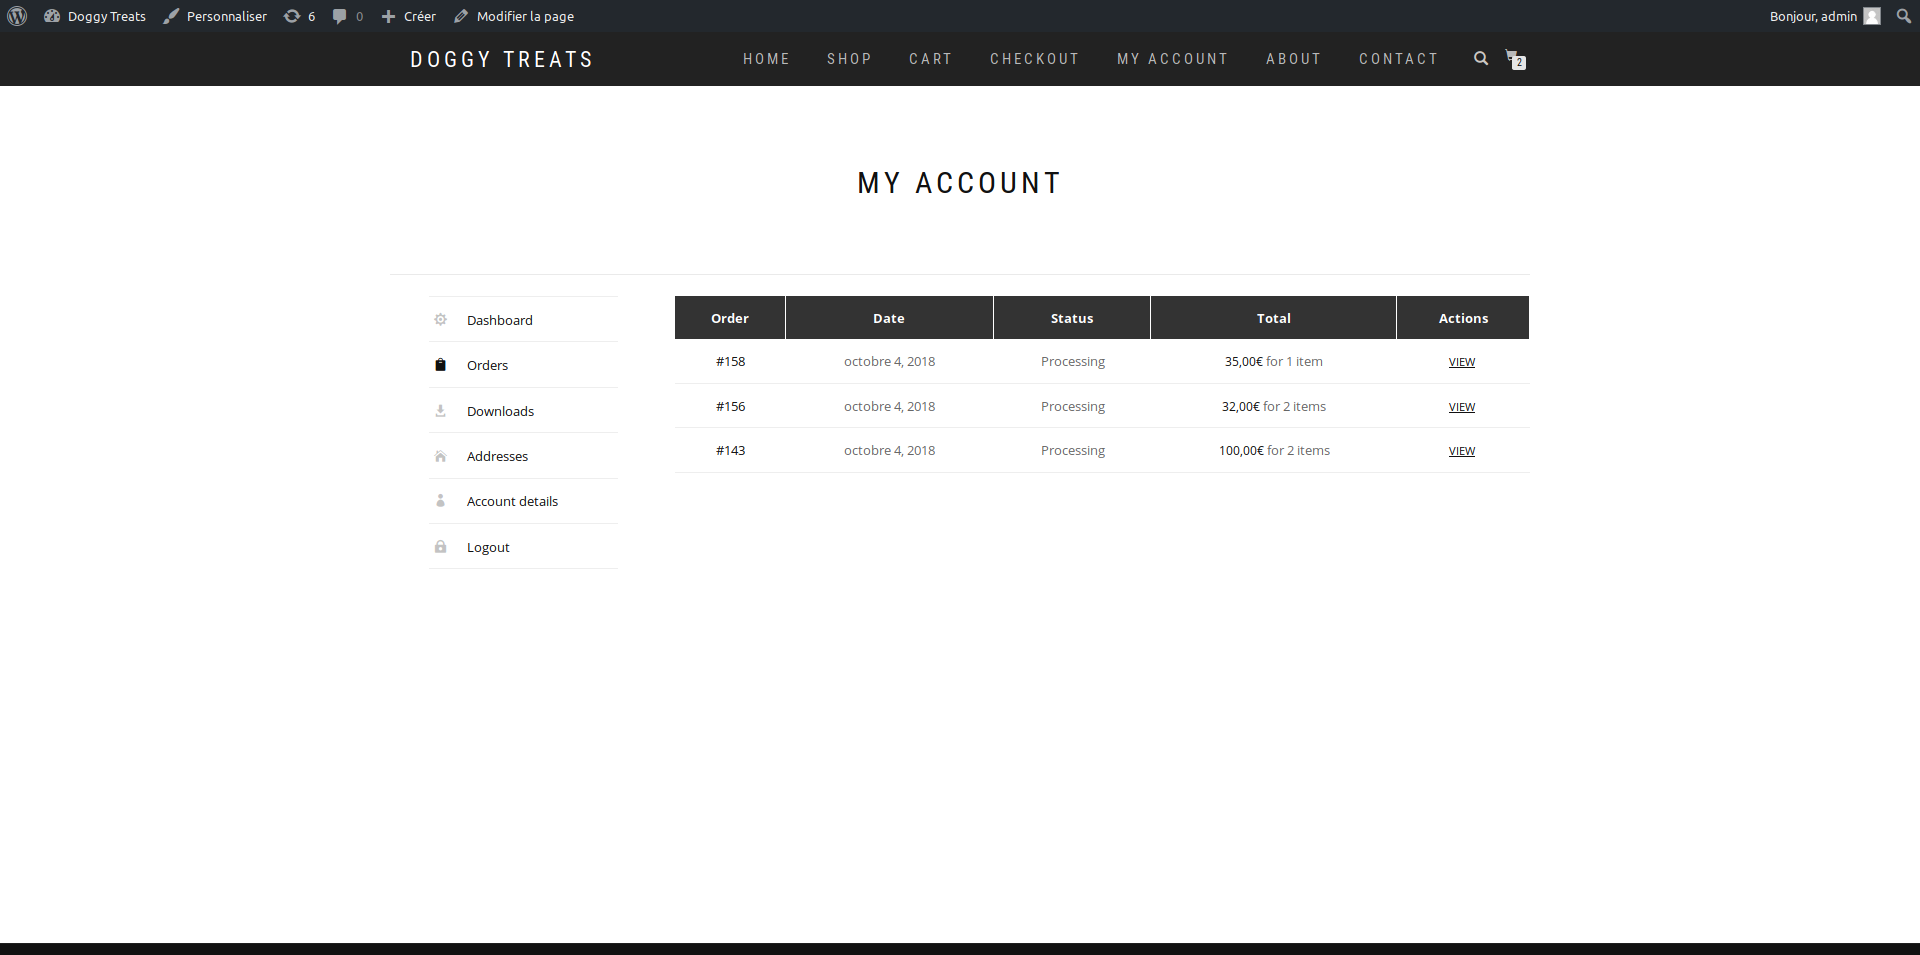 Doggy Treats Personnaliser 6 0 Créer Modifier la page Bonjour, admin
DOGGY TREATS HOME SHOP CART CHECKOUT MY ACCOUNT ABOUT CONTACT 2
MY ACCOUNT
Dashboard
Orders
Downloads
Addresses
Account details
Logout
Order Date Status Total Actions
#158 octobre 4, 2018 Processing 35,00€ for 1 item VIEW
#156 octobre 4, 2018 Processing 32,00€ for 2 items VIEW
#143 octobre 4, 2018 Processing 100,00€ for 2 items VIEW